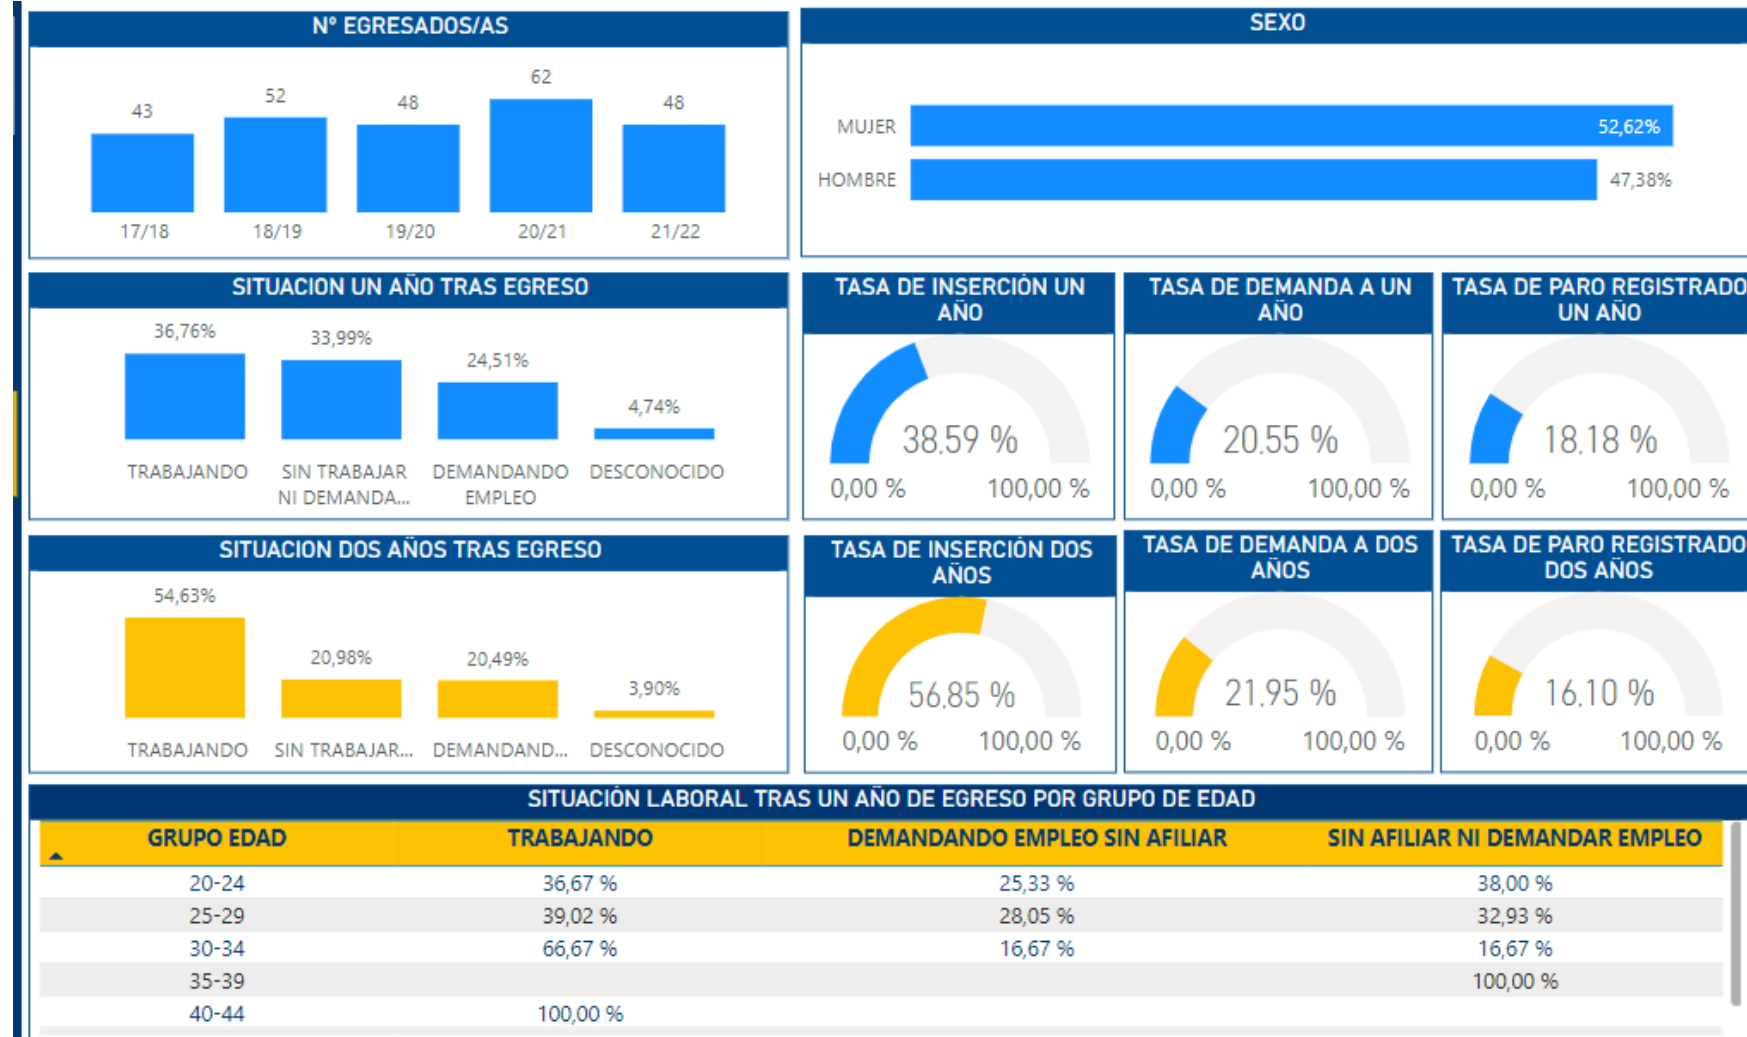 Nº EGRESADOS/AS
43
52
48
62
48
17/18
18/19
19/20
20/21
21/22
SEXO
MUJER
52,62%
HOMBRE
47,38%
SITUACION UN AÑO TRAS EGRESO
36,76%
33,99%
24,51%
4,74%
TRABAJANDO
SIN TRABAJAR
NI DEMANDA...
DEMANDANDO
EMPLEO
DESCONOCIDO
TASA DE INSERCIÓN UN
AÑO
38,59 %
0,00 %
100,00 %
TASA DE DEMANDA A UN
AÑO
20,55 %
0,00 %
100,00 %
TASA DE PARO REGISTRADO
UN AÑO
18,18 %
0,00 %
100,00 %
SITUACION DOS AÑOS TRAS EGRESO
54,63%
20,98%
20,49%
3,90%
TRABAJANDO
SIN TRABAJAR...
DEMANDAND...
DESCONOCIDO
TASA DE INSERCIÓN DOS
AÑOS
56,85 %
0,00 %
100,00 %
TASA DE DEMANDA A DOS
AÑOS
21,95 %
0,00 %
100,00 %
TASA DE PARO REGISTRADO
DOS AÑOS
16,10 %
0,00 %
100,00 %
SITUACIÓN LABORAL TRAS UN AÑO DE EGRESO POR GRUPO DE EDAD
GRUPO EDAD TRABAJANDO DEMANDANDO EMPLEO SIN AFILIAR SIN AFILIAR NI DEMANDAR EMPLEO
20-24 36,67 % 25,33 % 38,00 %
25-29 39,02 % 28,05 % 32,93 %
30-34 66,67 % 16,67 % 16,67 %
35-39 100,00 %
40-44 100,00 %